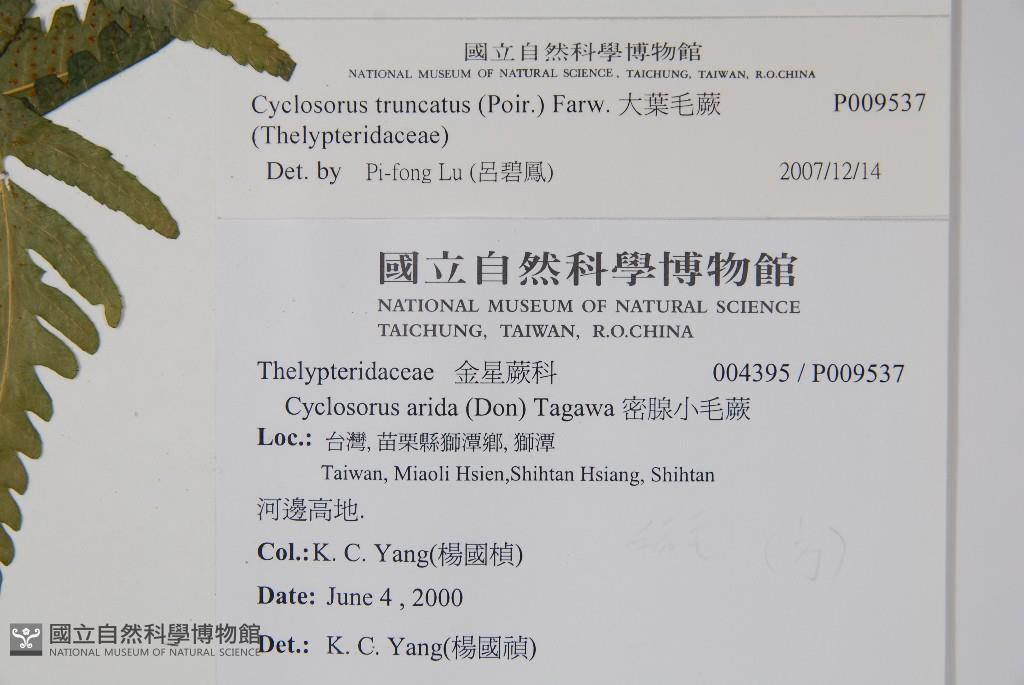 國立自然科學博物館
NATIONAL MUSEUM OF NATURAL SCIENCE, TAICHUNG, TAIWAN, R.O.CHINA
Cyclosorus truncatus (Poir.) Farw. 大葉毛蕨 P009537
(Thelypteridaceae)
Det. by Pi-fong Lu (呂碧鳳) 2007/12/14
國立自然科學博物館
NATIONAL MUSEUM OF NATURAL SCIENCE
TAICHUNG, TAIWAN, R.O.CHINA
Thelypteridaceae 金星蕨科 004395 / P009537
Cyclosorus arida (Don) Tagawa 密腺小毛蕨
Loc.: 台灣, 苗栗縣獅潭鄉, 獅潭
Taiwan, Miaoli Hsien,Shihtan Hsiang, Shihtan
河邊高地.
Col.: K. C. Yang(楊國楨)
Date: June 4 , 2000
Det.: K. C. Yang(楊國禎)
國立自然科學博物館
NATIONAL MUSEUM OF NATURAL SCIENCE